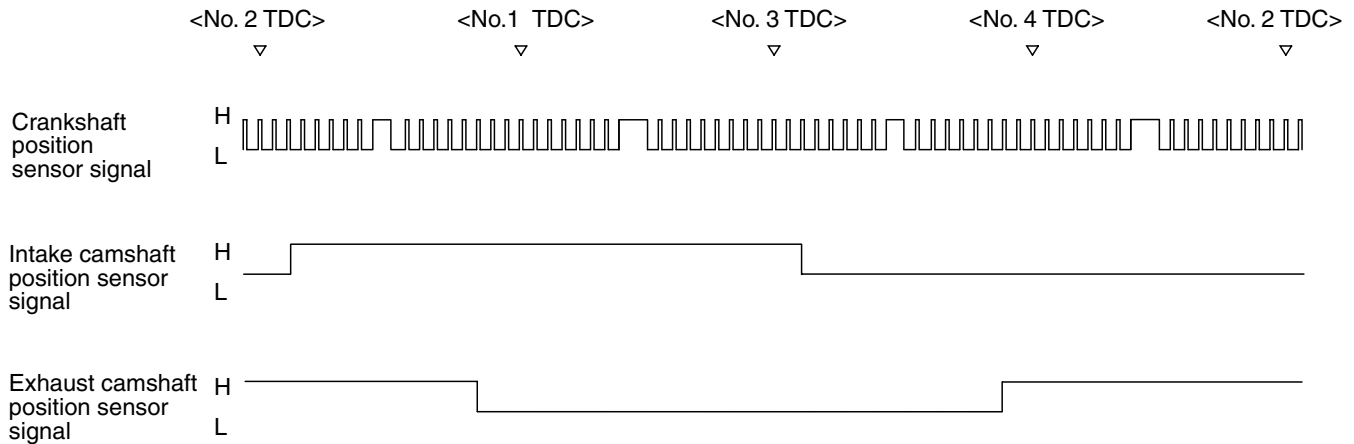 <No. 2 TDC> <No.1 TDC> <No. 3 TDC> <No. 4 TDC> <No. 2 TDC>
Crankshaft
position
sensor signal
H
L
Intake camshaft
position sensor
signal
H
L
Exhaust camshaft
position sensor
signal
H
L